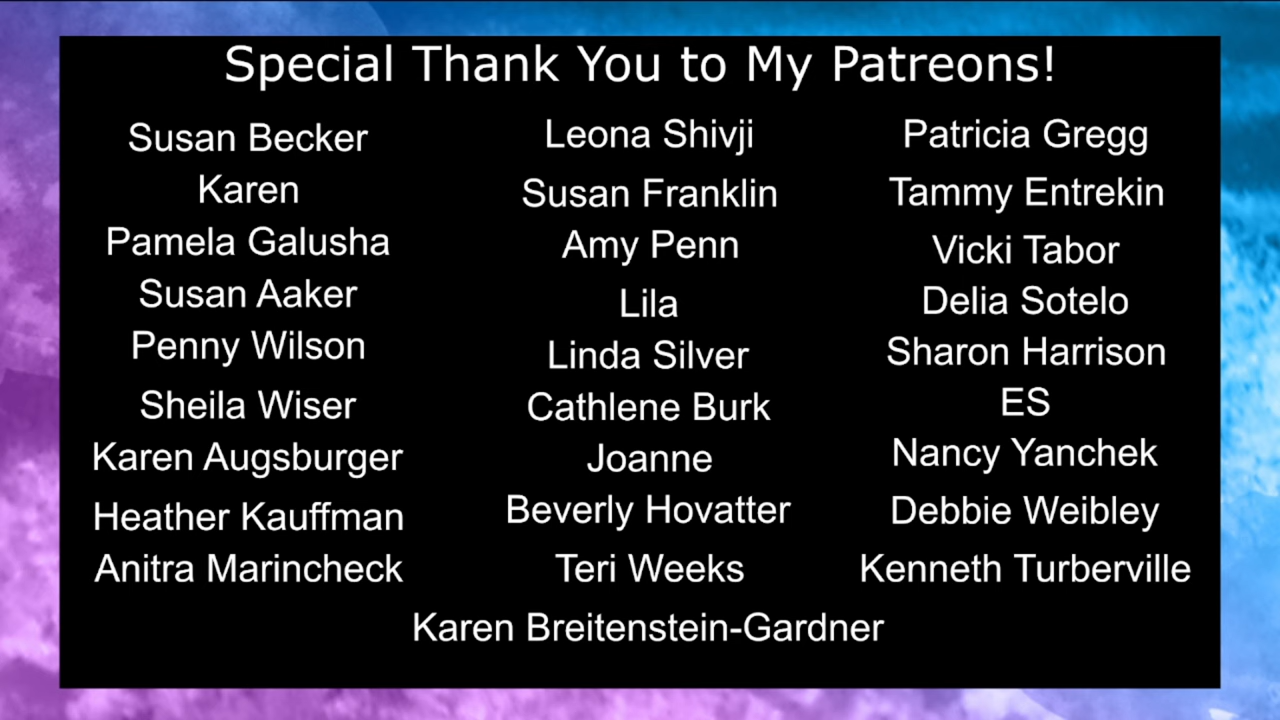 Special Thank You to My Patreons!
Susan Becker
Karen
Pamela Galusha
Susan Aaker
Penny Wilson
Sheila Wiser
Karen Augsburger
Heather Kauffman
Anitra Marincheck
Leona Shivji
Susan Franklin
Amy Penn
Lila
Linda Silver
Cathlene Burk
Joanne
Beverly Hovatter
Teri Weeks
Patricia Gregg
Tammy Entrekin
Vicki Tabor
Delia Sotelo
Sharon Harrison
ES
Nancy Yanchek
Debbie Weibley
Kenneth Turberville
Karen Breitenstein-Gardner